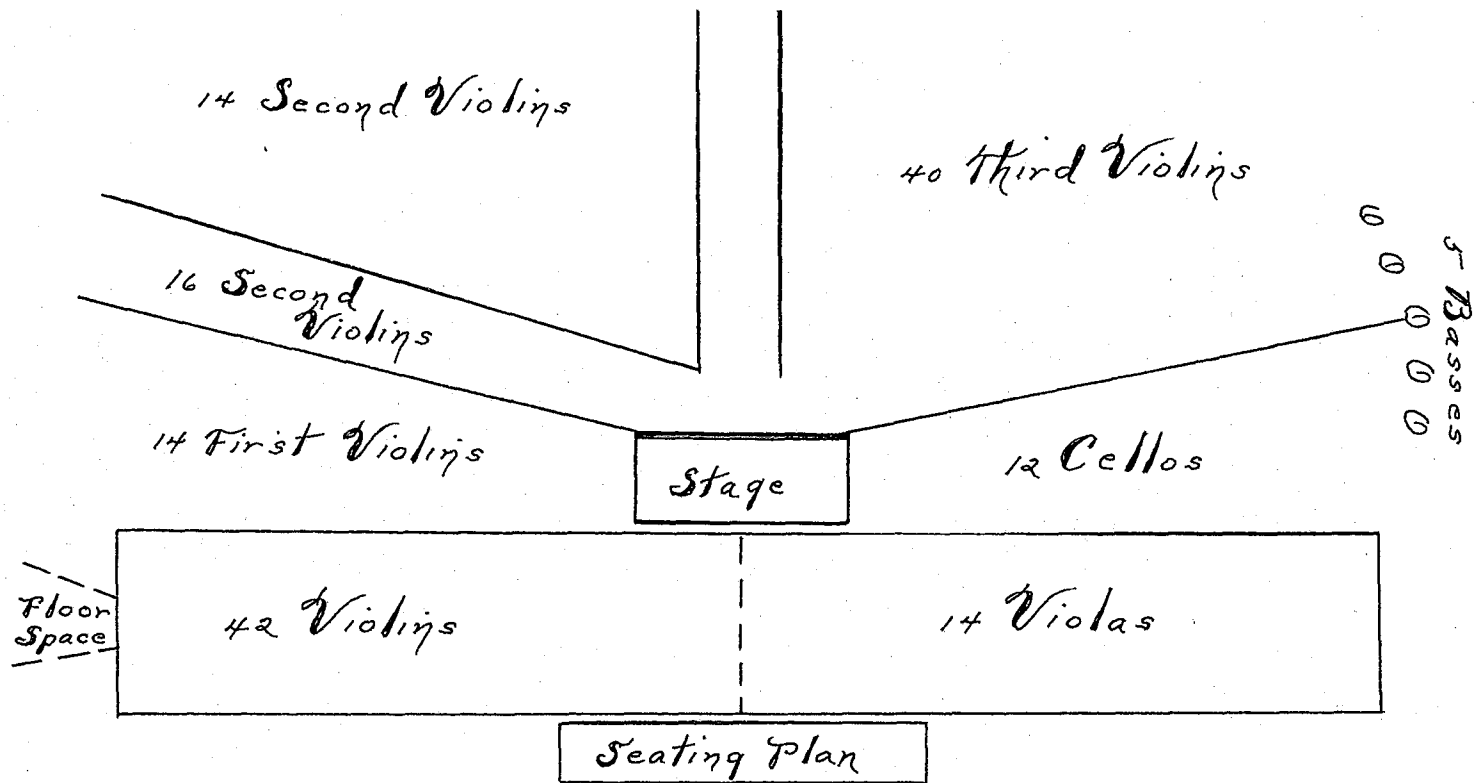 14 Second Violins
40 Third Violins
16 Second
Violins
5 Basses
14 First Violins
Stage
12 Cellos
Floor
Space
42 Violins
14 Violas
Seating Plan